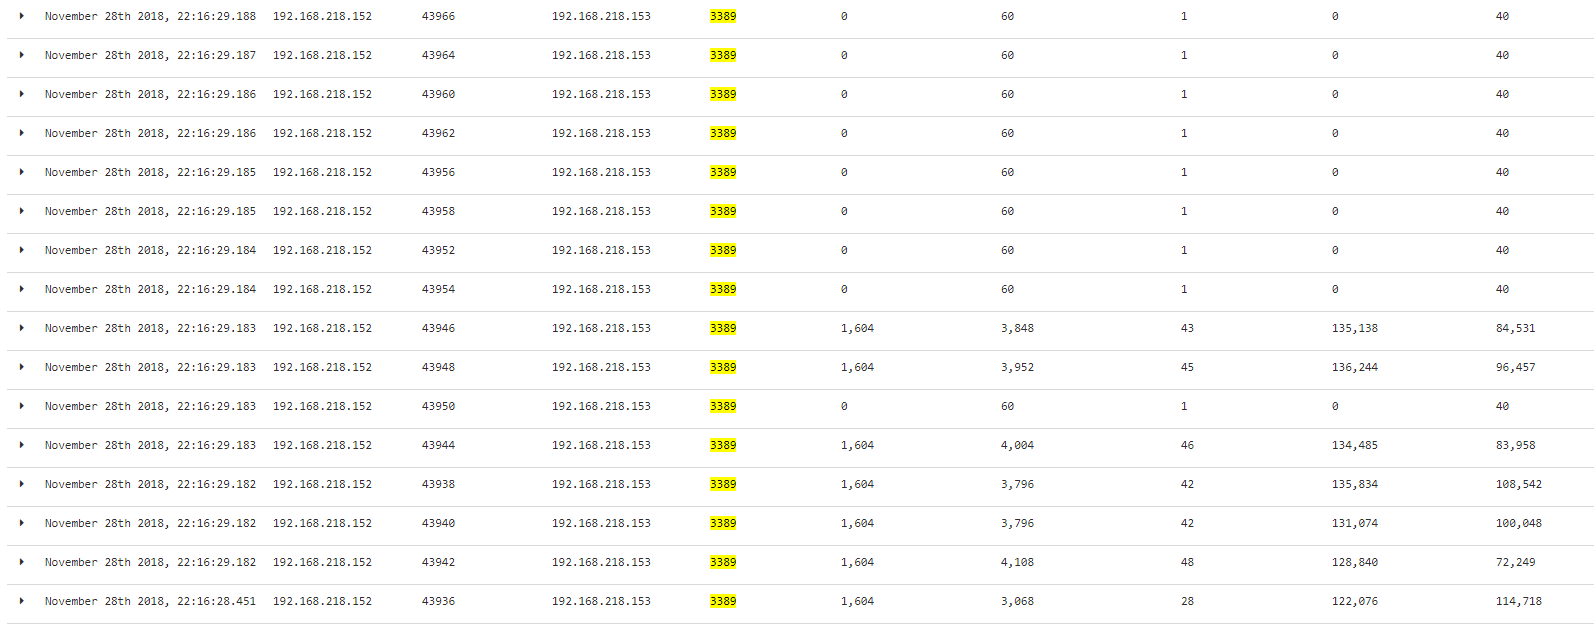 November 28th 2018, 22:16:29.188 192.168.218.152 43966 192.168.218.153 3389 0 60 1 0 40
November 28th 2018, 22:16:29.187 192.168.218.152 43964 192.168.218.153 3389 0 60 1 0 40
November 28th 2018, 22:16:29.186 192.168.218.152 43960 192.168.218.153 3389 0 60 1 0 40
November 28th 2018, 22:16:29.186 192.168.218.152 43962 192.168.218.153 3389 0 60 1 0 40
November 28th 2018, 22:16:29.185 192.168.218.152 43956 192.168.218.153 3389 0 60 1 0 40
November 28th 2018, 22:16:29.185 192.168.218.152 43958 192.168.218.153 3389 0 60 1 0 40
November 28th 2018, 22:16:29.184 192.168.218.152 43952 192.168.218.153 3389 0 60 1 0 40
November 28th 2018, 22:16:29.184 192.168.218.152 43954 192.168.218.153 3389 0 60 1 0 40
November 28th 2018, 22:16:29.183 192.168.218.152 43946 192.168.218.153 3389 1,604 3,848 43 135,138 84,531
November 28th 2018, 22:16:29.183 192.168.218.152 43948 192.168.218.153 3389 1,604 3,952 45 136,244 96,457
November 28th 2018, 22:16:29.183 192.168.218.152 43950 192.168.218.153 3389 0 60 1 0 40
November 28th 2018, 22:16:29.183 192.168.218.152 43944 192.168.218.153 3389 1,604 4,004 46 134,485 83,958
November 28th 2018, 22:16:29.182 192.168.218.152 43938 192.168.218.153 3389 1,604 3,796 42 135,834 108,542
November 28th 2018, 22:16:29.182 192.168.218.152 43940 192.168.218.153 3389 1,604 3,796 42 131,074 100,048
November 28th 2018, 22:16:29.182 192.168.218.152 43942 192.168.218.153 3389 1,604 4,108 48 128,840 72,249
November 28th 2018, 22:16:28.451 192.168.218.152 43936 192.168.218.153 3389 1,604 3,068 28 122,076 114,718